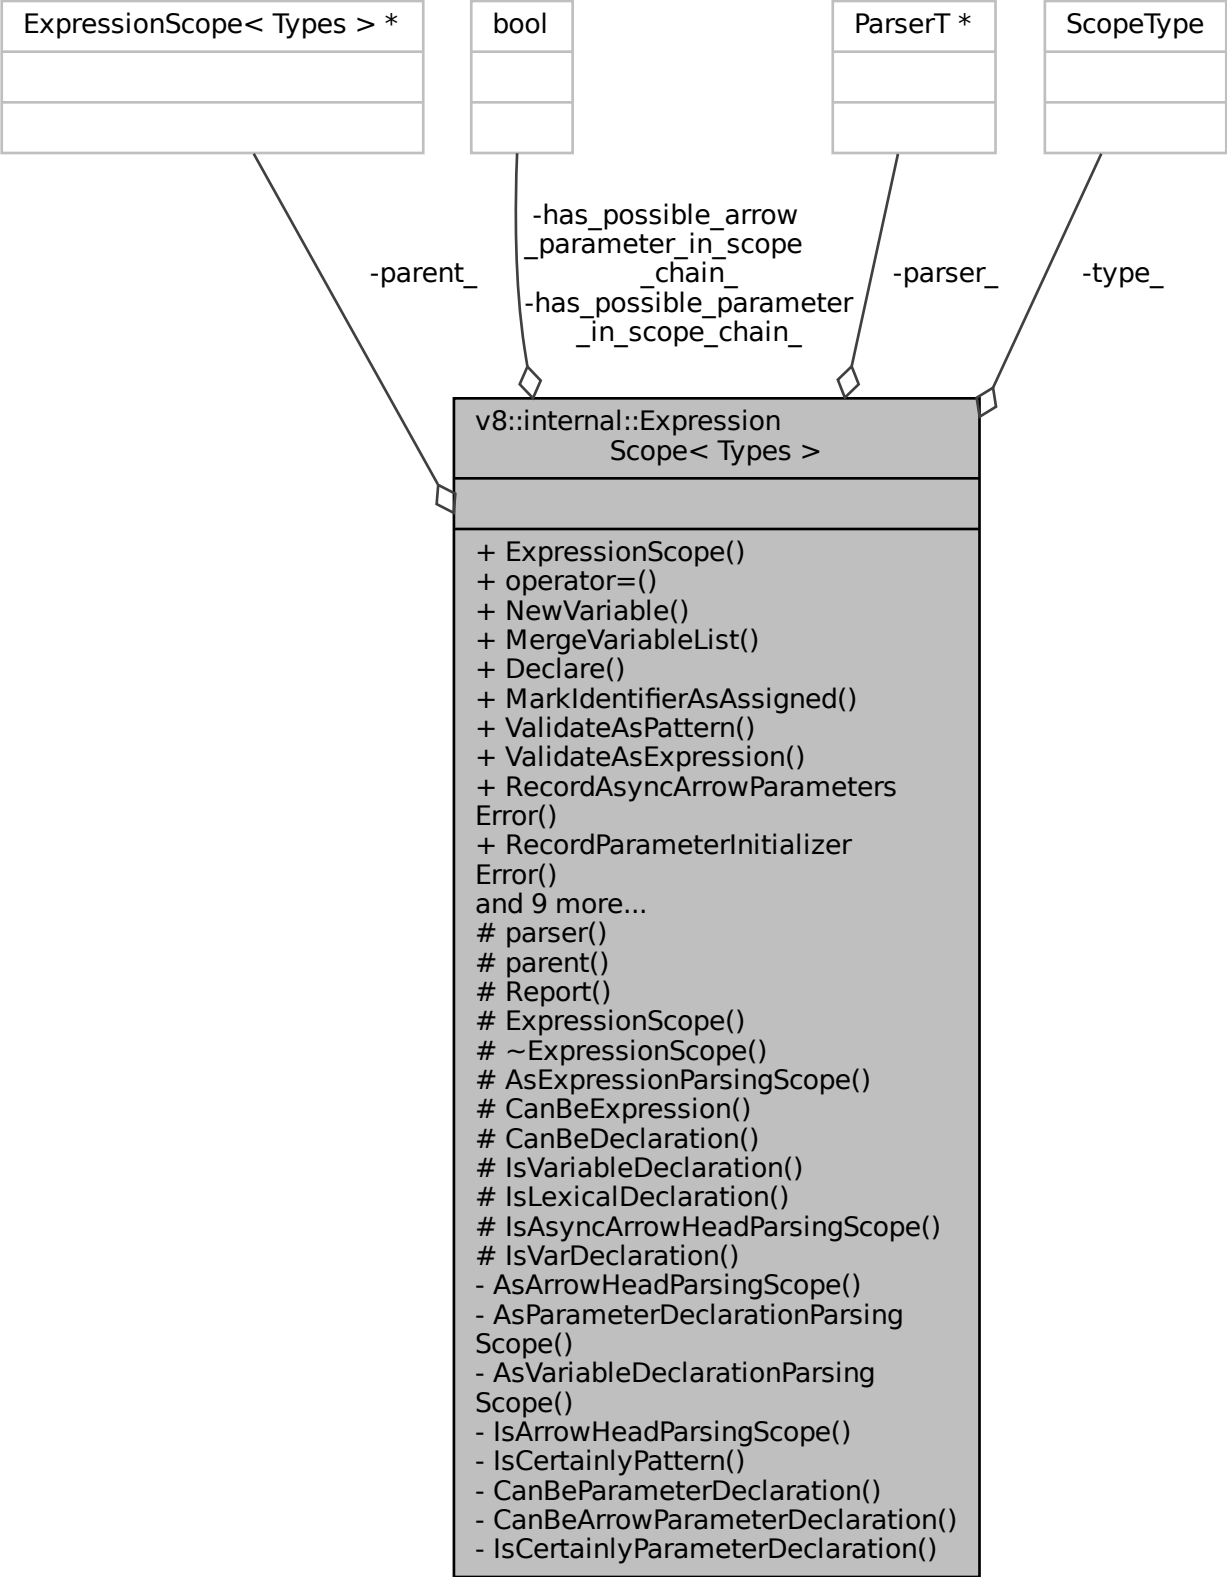 ExpressionScope< Types > *
bool
ParserT *
ScopeType
-parent_
-has_possible_arrow
_parameter_in_scope
_chain_
-has_possible_parameter
_in_scope_chain_
-parser_
-type_
v8::internal::Expression
Scope< Types >
+ ExpressionScope()
+ operator=()
+ NewVariable()
+ MergeVariableList()
+ Declare()
+ MarkIdentifierAsAssigned()
+ ValidateAsPattern()
+ ValidateAsExpression()
+ RecordAsyncArrowParameters
Error()
+ RecordParameterInitializer
Error()
and 9 more...
# parser()
# parent()
# Report()
# ExpressionScope()
# ~ExpressionScope()
# AsExpressionParsingScope()
# CanBeExpression()
# CanBeDeclaration()
# IsVariableDeclaration()
# IsLexicalDeclaration()
# IsAsyncArrowHeadParsingScope()
# IsVarDeclaration()
- AsArrowHeadParsingScope()
- AsParameterDeclarationParsing
Scope()
- AsVariableDeclarationParsing
Scope()
- IsArrowHeadParsingScope()
- IsCertainlyPattern()
- CanBeParameterDeclaration()
- CanBeArrowParameterDeclaration()
- IsCertainlyParameterDeclaration()